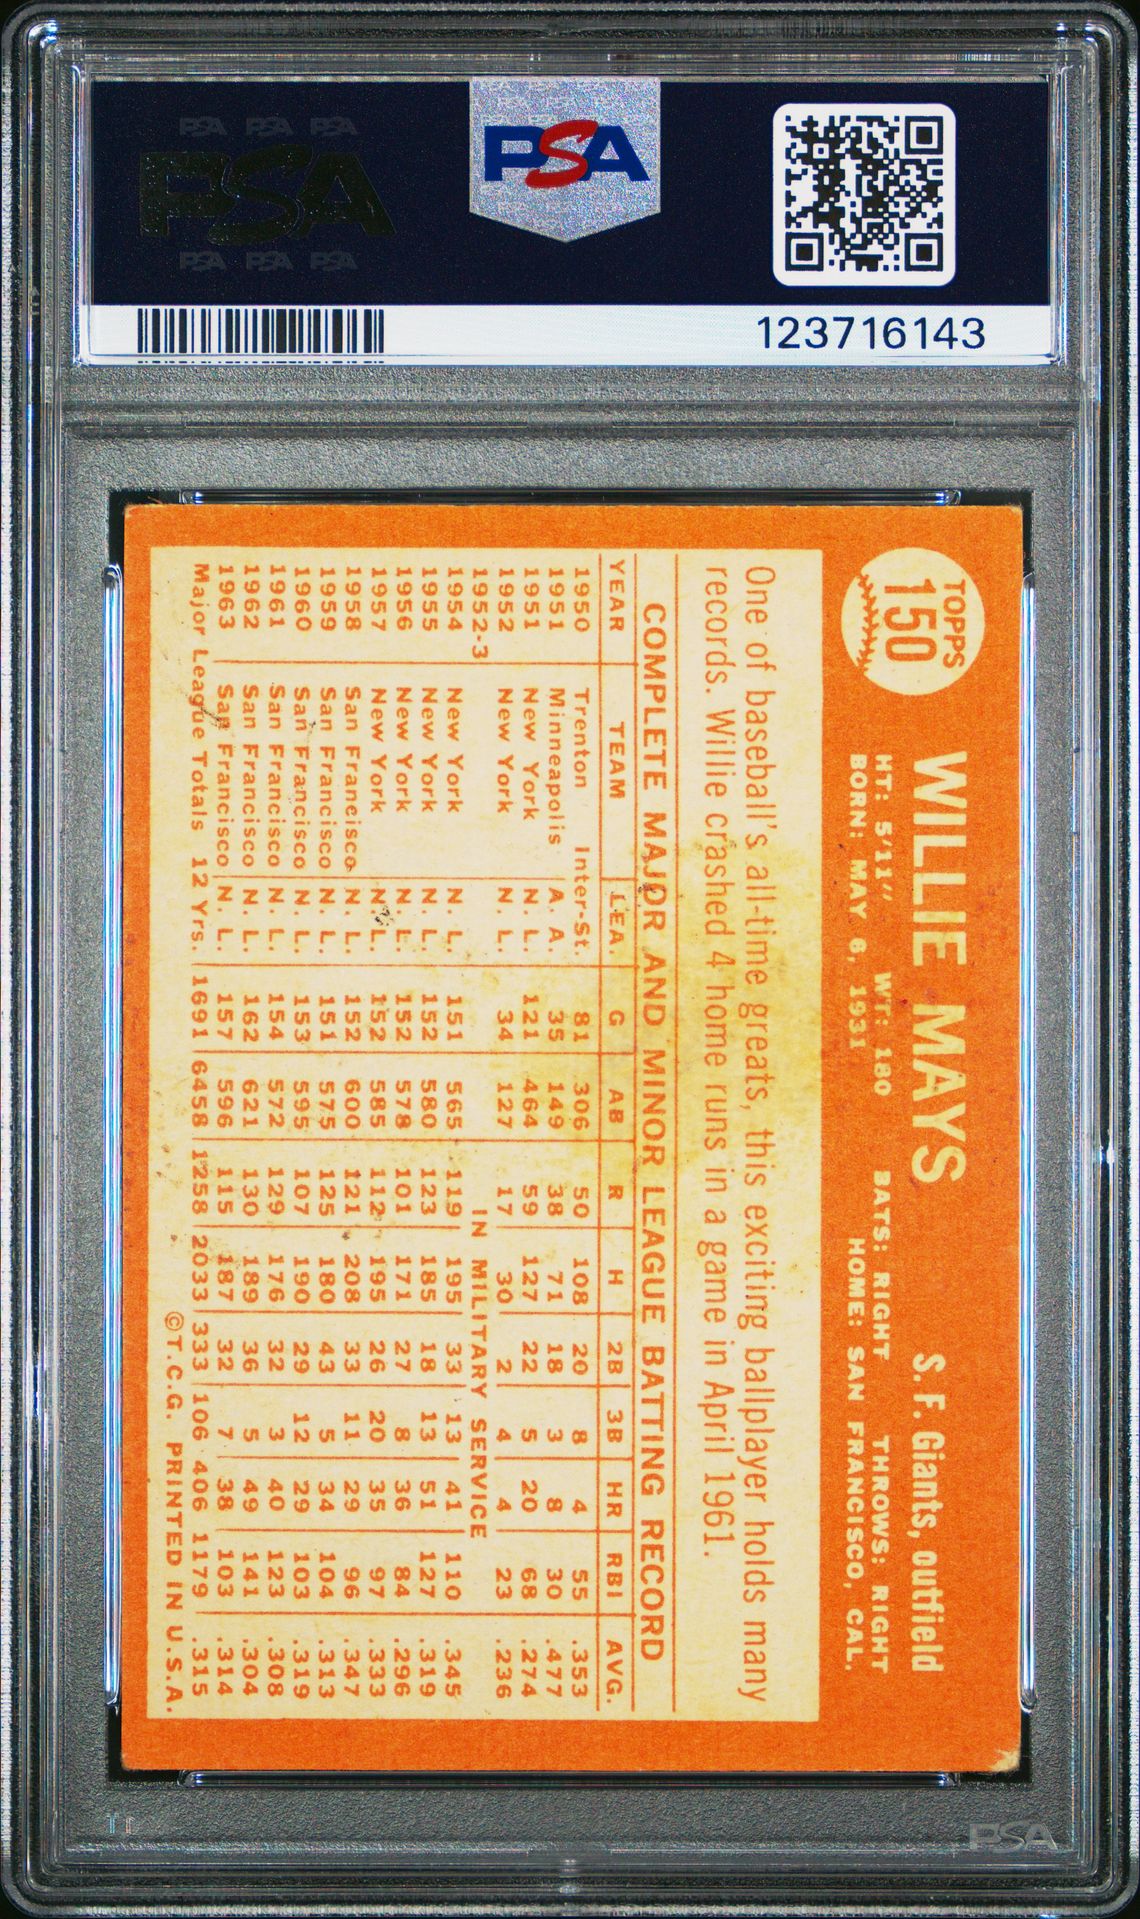 PSA PSA PSA
PSA
PSA PSA PSA
PSA
123716143
TOPPS
150
WILLIE MAYS S. F. Giants, outfield
HT: 5'11" WT: 180 BATS: RIGHT THROWS: RIGHT
BORN: MAY 6, 1931 HOME: SAN FRANCISCO, CAL.
One of baseball's all-time greats, this exciting ballplayer holds many
records. Willie crashed 4 home runs in a game in April 1961.
COMPLETE MAJOR AND MINOR LEAGUE BATTING RECORD
YEAR TEAM LEA. G AB R H 2B 3B HR RBI AVG.
1950 Trenton Inter-St. 81 306 50 108 20 8 4 55 .353
1951 Minneapolis A. A. 35 149 38 71 18 3 8 30 .477
1951 New York N. L. 121 464 59 127 22 5 20 68 .274
1952 New York N. L. 34 127 17 30 2 4 4 23 .236
1952-3 IN MILITARY SERVICE
1954 New York N. L. 151 565 119 195 33 13 41 110 .345
1955 New York N. L. 152 580 123 185 18 13 51 127 .319
1956 New York N. L. 152 578 101 171 27 8 36 84 .296
1957 New York N. L. 152 585 112 195 26 20 35 97 .333
1958 San Francisco N. L. 152 600 121 208 33 11 29 96 .347
1959 San Francisco N. L. 151 575 125 180 43 5 34 104 .313
1960 San Francisco N. L. 153 595 107 190 29 12 29 103 .319
1961 San Francisco N. L. 154 572 129 176 32 3 40 123 .308
1962 San Francisco N. L. 162 621 130 189 36 5 49 141 .304
1963 San Francisco N. L. 157 596 115 187 32 7 38 103 .314
Major League Totals 12 Yrs. 1691 6458 1258 2033 333 106 406 1179 .315
©T.C.G. PRINTED IN U.S.A.
PSA